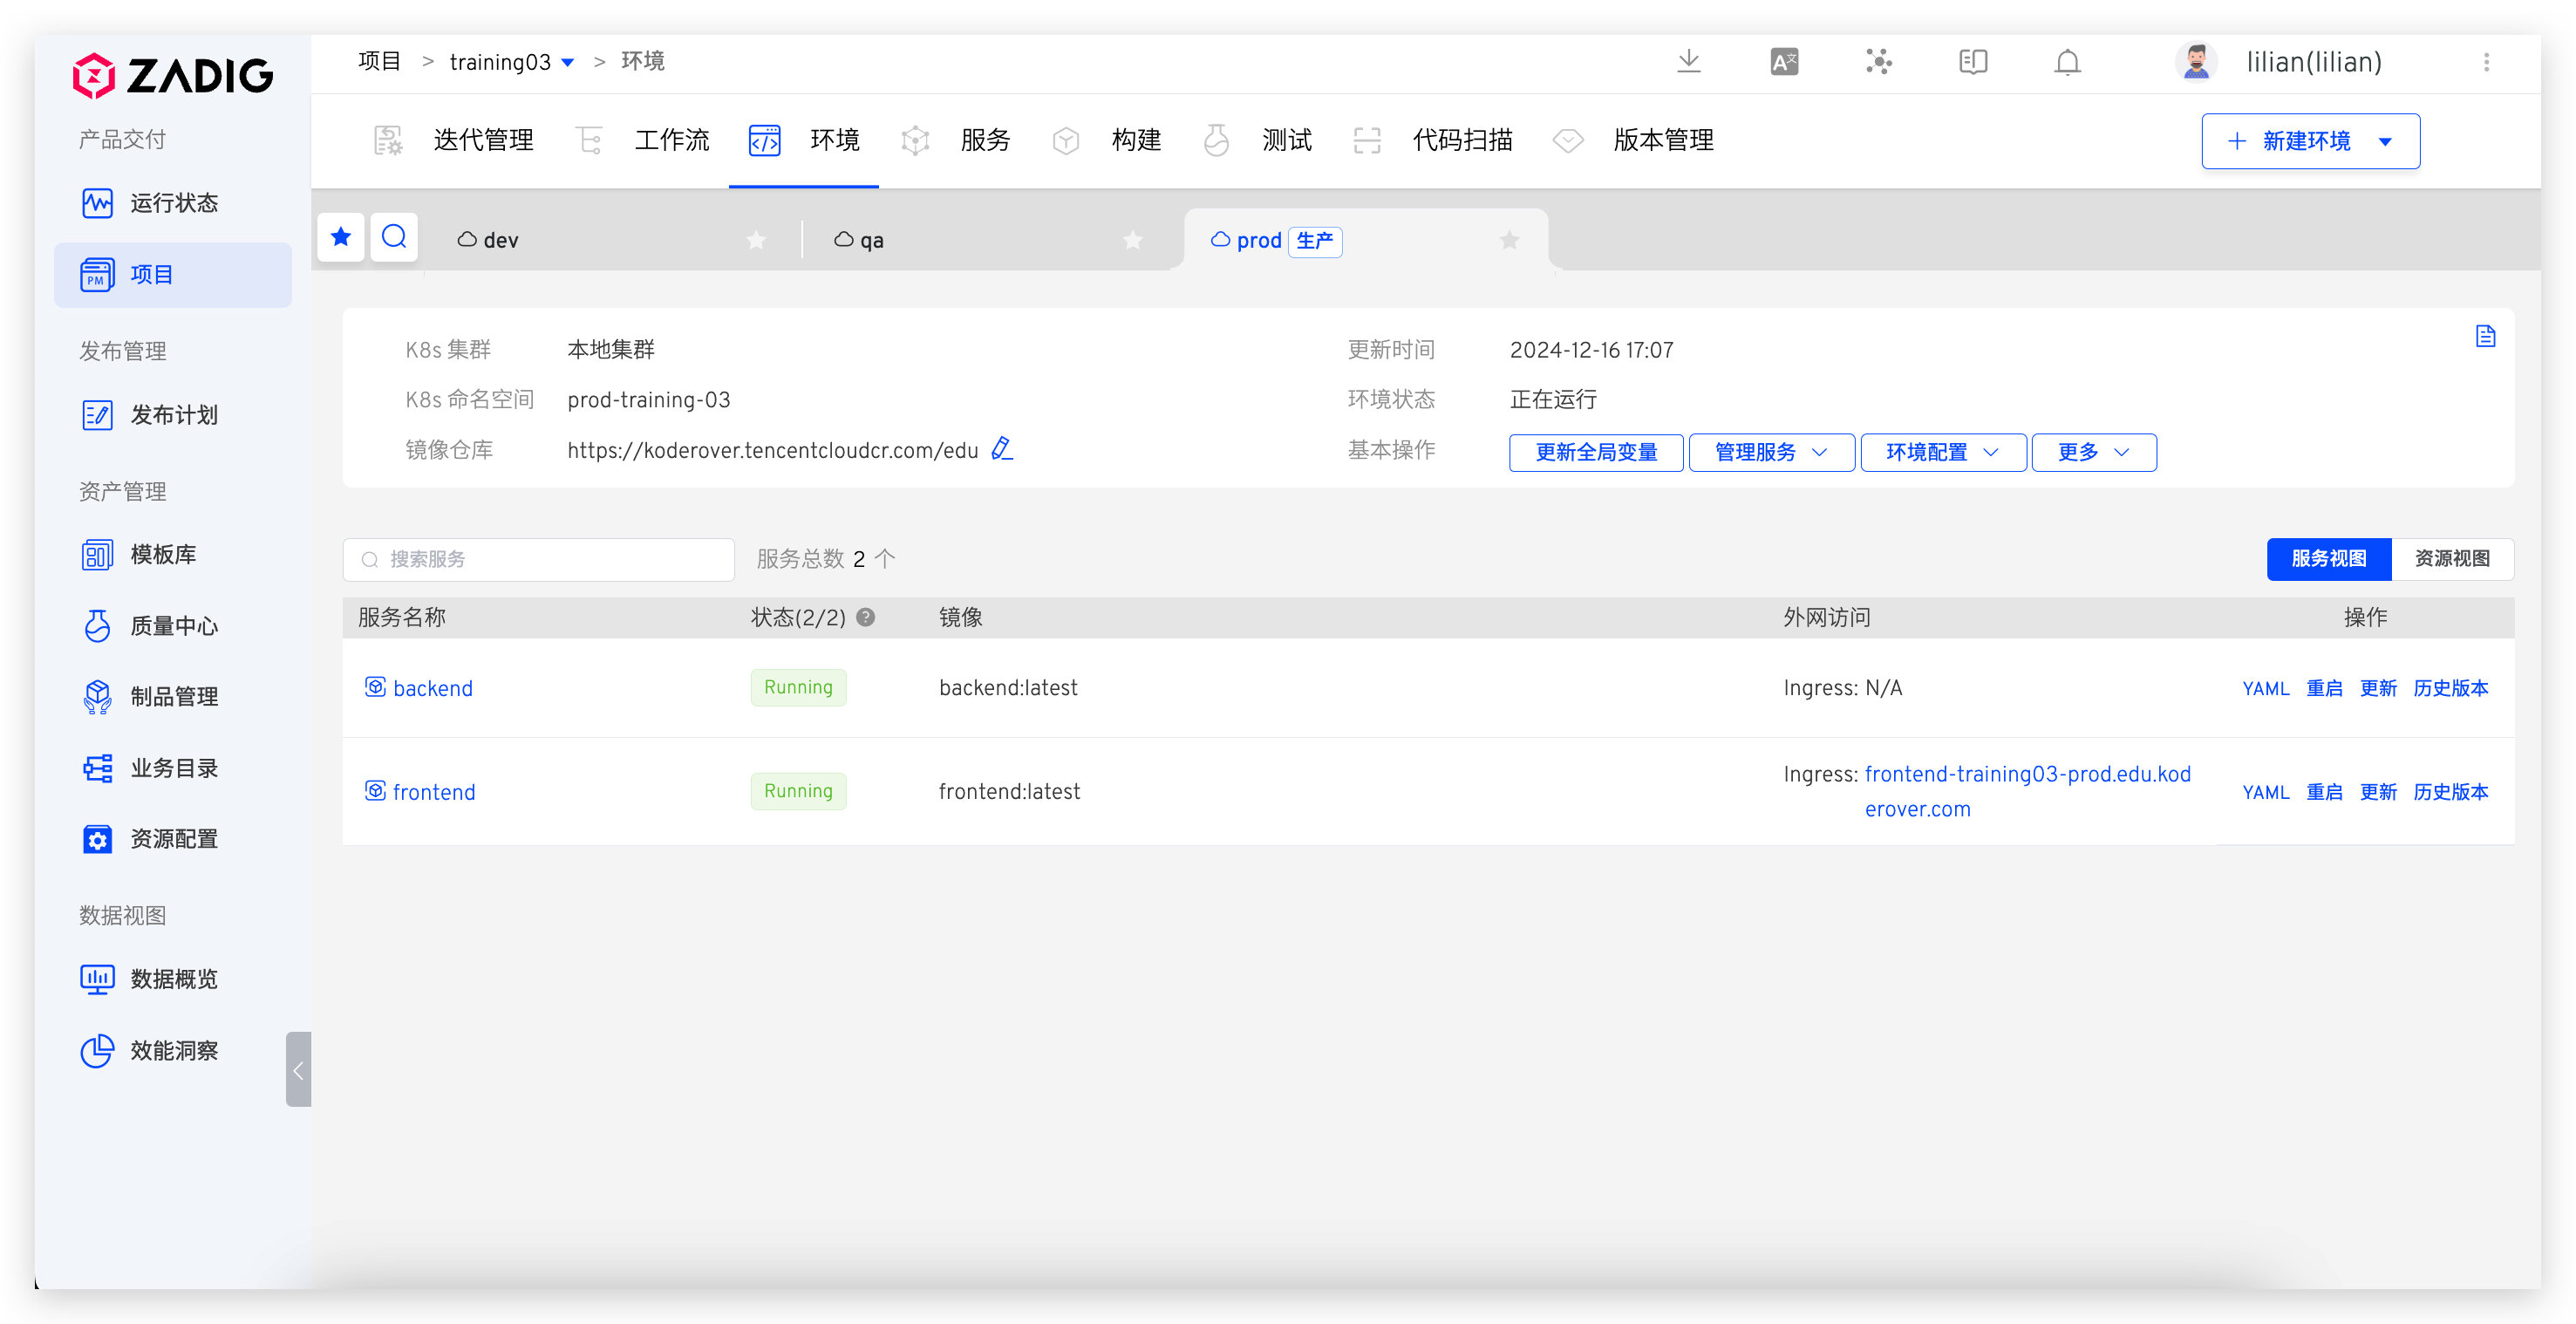 ZADIG
项目 > training03 > 环境
lilian(lilian)
产品交付
运行状态
项目
PM
发布管理
发布计划
资产管理
模板库
质量中心
制品管理
业务目录
资源配置
数据视图
数据概览
效能洞察
迭代管理 工作流 环境 服务 构建 测试 代码扫描 版本管理
+ 新建环境
dev
qa
prod 生产
K8s 集群 本地集群
更新时间 2024-12-16 17:07
K8s 命名空间 prod-training-03
环境状态 正在运行
镜像仓库 https://koderover.tencentcloudcr.com/edu
基本操作 更新全局变量 管理服务 环境配置 更多
搜索服务 服务总数 2 个
服务视图 资源视图
服务名称 状态(2/2) ? 镜像 外网访问 操作
backend Running backend:latest Ingress: N/A YAML 重启 更新 历史版本
frontend Running frontend:latest Ingress: frontend-training03-prod.edu.kod
erover.com
YAML 重启 更新 历史版本